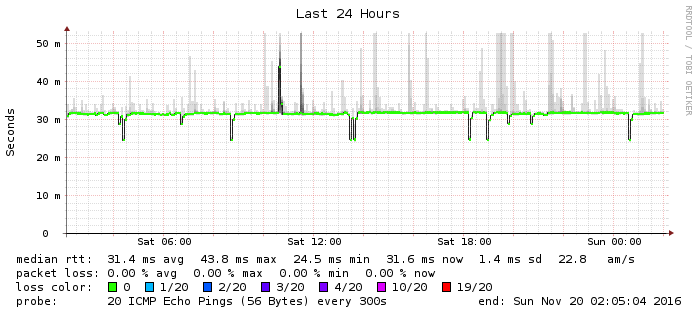 Last 24 Hours
RRDTOOL / TOBI OETIKER
Seconds
50 m
40 m
30 m
20 m
10 m
0
Sat 06:00 Sat 12:00 Sat 18:00 Sun 00:00
median rtt: 31.4 ms avg 43.8 ms max 24.5 ms min 31.6 ms now 1.4 ms sd 22.8 am/s
packet loss: 0.00 % avg 0.00 % max 0.00 % min 0.00 % now
loss color: 0 1/20 2/20 3/20 4/20 10/20 19/20
probe: 20 ICMP Echo Pings (56 Bytes) every 300s end: Sun Nov 20 02:05:04 2016